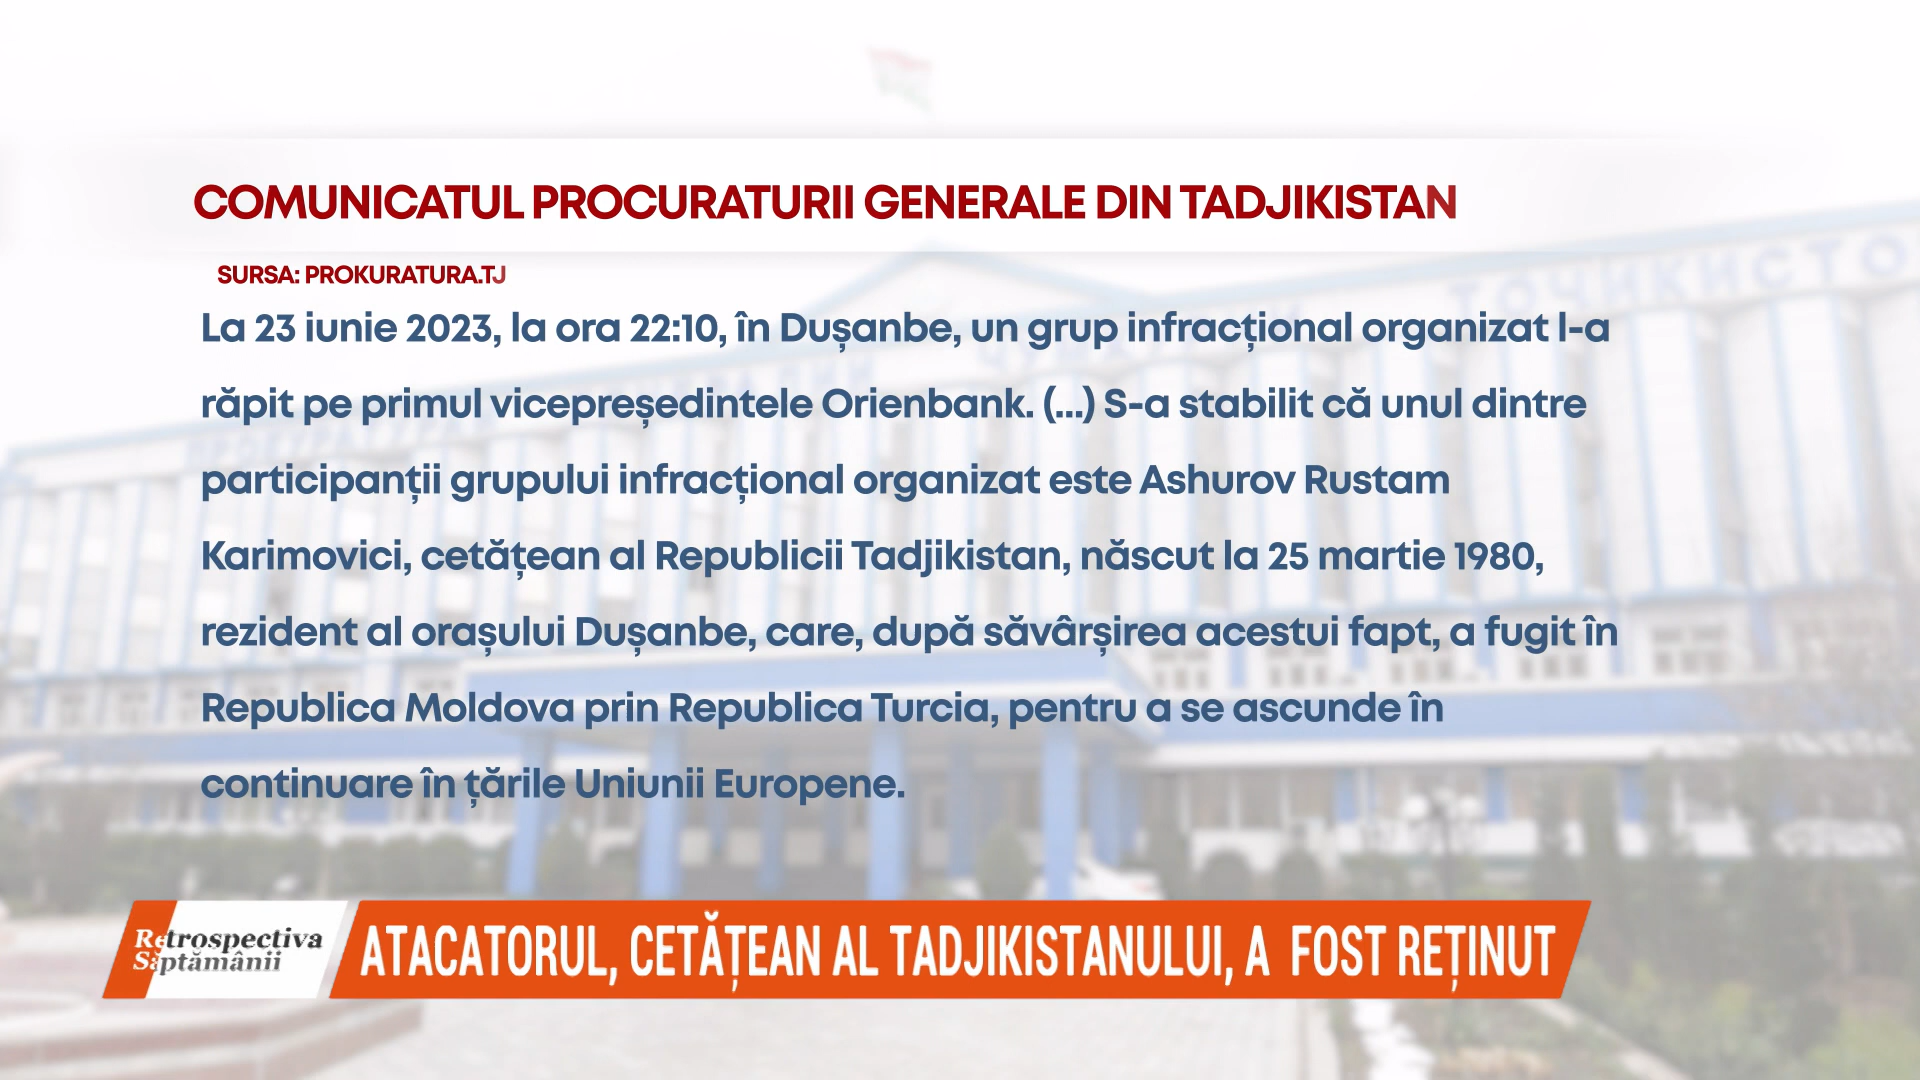 COMUNICATUL PROCURATURII GENERALE DIN TADJIKISTAN
SURSA: PROKURATURA.TJ
La 23 iunie 2023, la ora 22:10, în Dușanbe, un grup infracțional organizat l-a
răpit pe primul vicepreședintele Orienbank. (...) S-a stabilit că unul dintre
participanții grupului infracțional organizat este Ashurov Rustam
Karimovici, cetățean al Republicii Tadjikistan, născut la 25 martie 1980,
rezident al orașului Dușanbe, care, după săvârșirea acestui fapt, a fugit în
Republica Moldova prin Republica Turcia, pentru a se ascunde în
continuare în țările Uniunii Europene.
Retrospectiva
Săptămânii
ATACATORUL, CETĂȚEAN AL TADJIKISTANULUI, A FOST REȚINUT